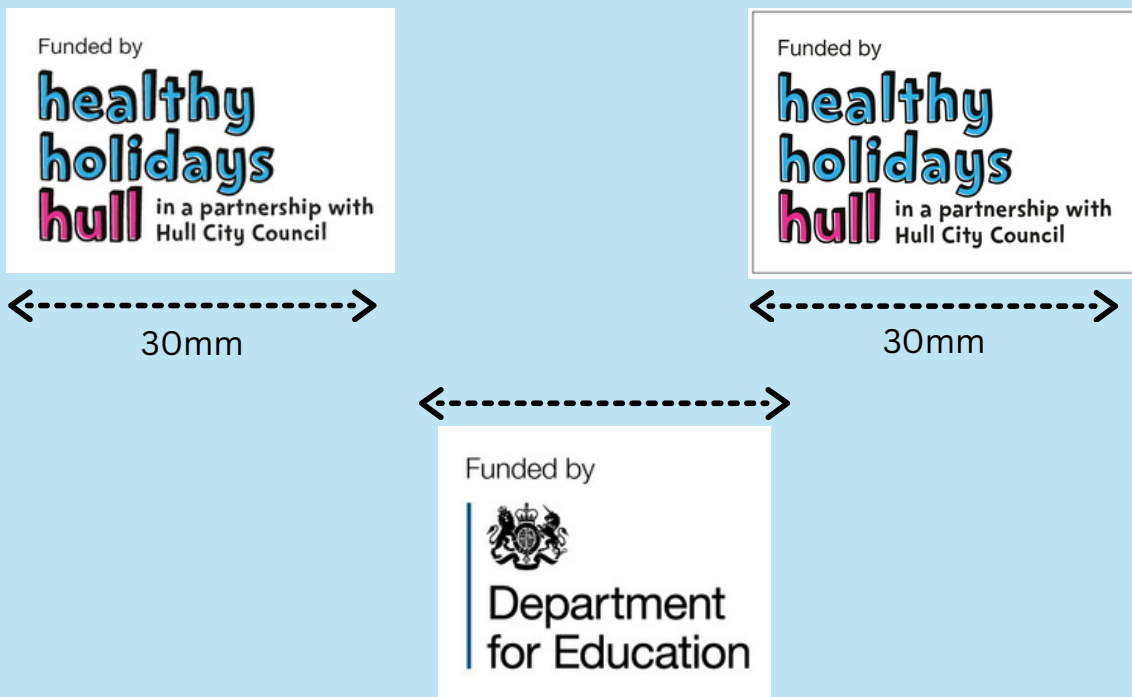 Funded by
healthy
holidays
hull in a partnership with
Hull City Council
30mm
Funded by
healthy
holidays
hull in a partnership with
Hull City Council
30mm
Funded by
Department
for Education